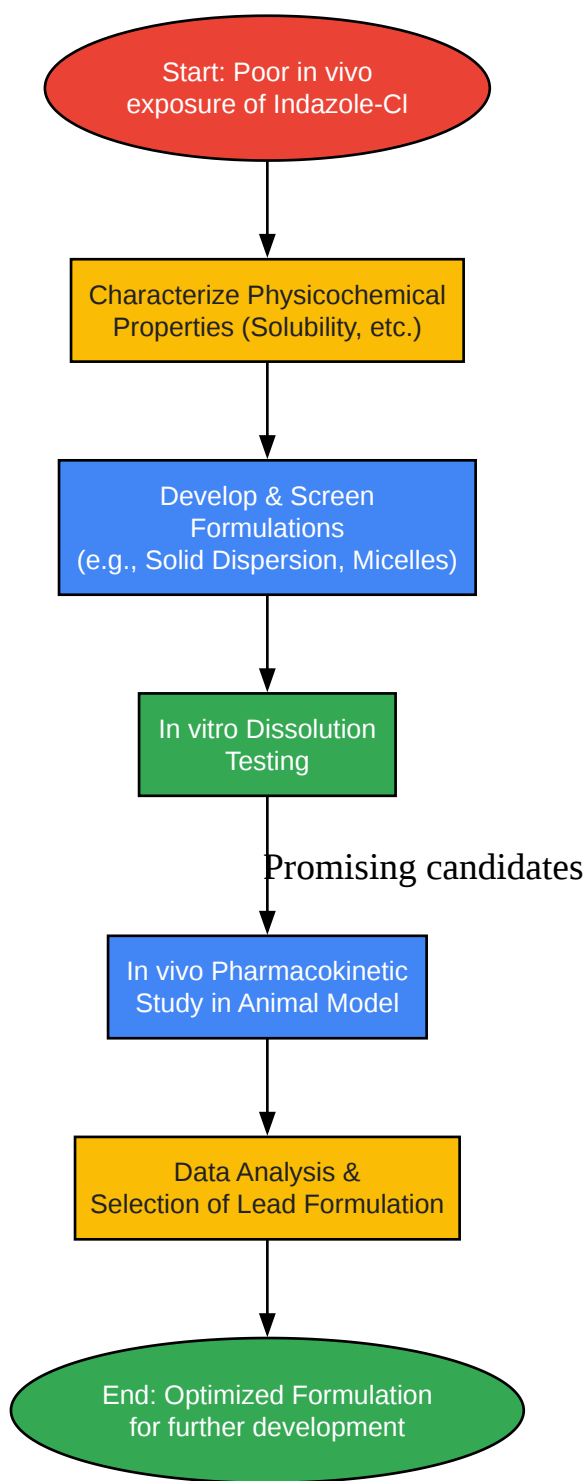 Start: Poor in vivo
exposure of Indazole-Cl
Characterize Physicochemical
Properties (Solubility, etc.)
Develop & Screen
Formulations
(e.g., Solid Dispersion, Micelles)
In vitro Dissolution
Testing
Promising candidates
In vivo Pharmacokinetic
Study in Animal Model
Data Analysis &
Selection of Lead Formulation
End: Optimized Formulation
for further development